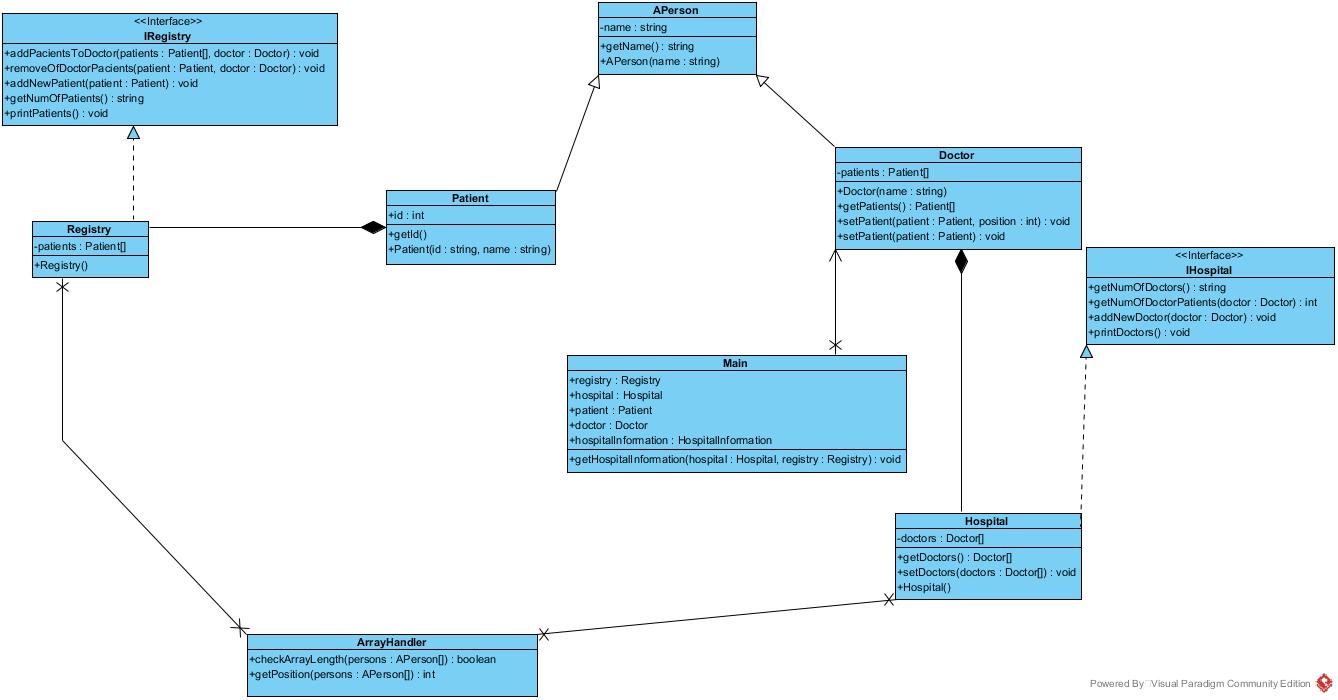 <<Interface>>
IRegistry
+addPacientsToDoctor(patients : Patient[], doctor : Doctor) : void
+removeOfDoctorPacients(patient : Patient, doctor : Doctor) : void
+addNewPatient(patient : Patient) : void
+getNumOfPatients() : string
+printPatients() : void
APerson
-name : string
+getName() : string
+APerson(name : string)
Doctor
-patients : Patient[]
+Doctor(name : string)
+getPatients() : Patient[]
+setPatient(patient : Patient, position : int) : void
+setPatient(patient : Patient) : void
Patient
+id : int
+getId()
+Patient(id : string, name : string)
Registry
-patients : Patient[]
+Registry()
<<Interface>>
IHospital
+getNumOfDoctors() : string
+getNumOfDoctorPatients(doctor : Doctor) : int
+addNewDoctor(doctor : Doctor) : void
+printDoctors() : void
Main
+registry : Registry
+hospital : Hospital
+patient : Patient
+doctor : Doctor
+hospitalInformation : HospitalInformation
+getHospitalInformation(hospital : Hospital, registry : Registry) : void
Hospital
-doctors : Doctor[]
+getDoctors() : Doctor[]
+setDoctors(doctors : Doctor[]) : void
+Hospital()
ArrayHandler
+checkArrayLength(persons : APerson[]) : boolean
+getPosition(persons : APerson[]) : int
Powered By Visual Paradigm Community Edition